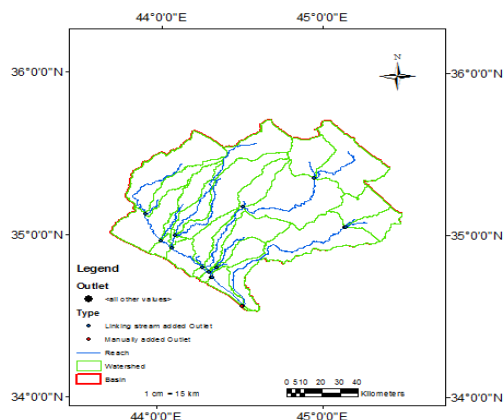 44°0'0"E 45°0'0"E
N
36°0'0"N 36°0'0"N
35°0'0"N 35°0'0"N
Legend
Outlet
<all other values>
Type
Linking stream added Outlet
Manually added Outlet
Reach
Watershed
Basin
1 cm = 15 km
0 5 10 20 30 40
Kilometers
34°0'0"N 34°0'0"N
44°0'0"E 45°0'0"E